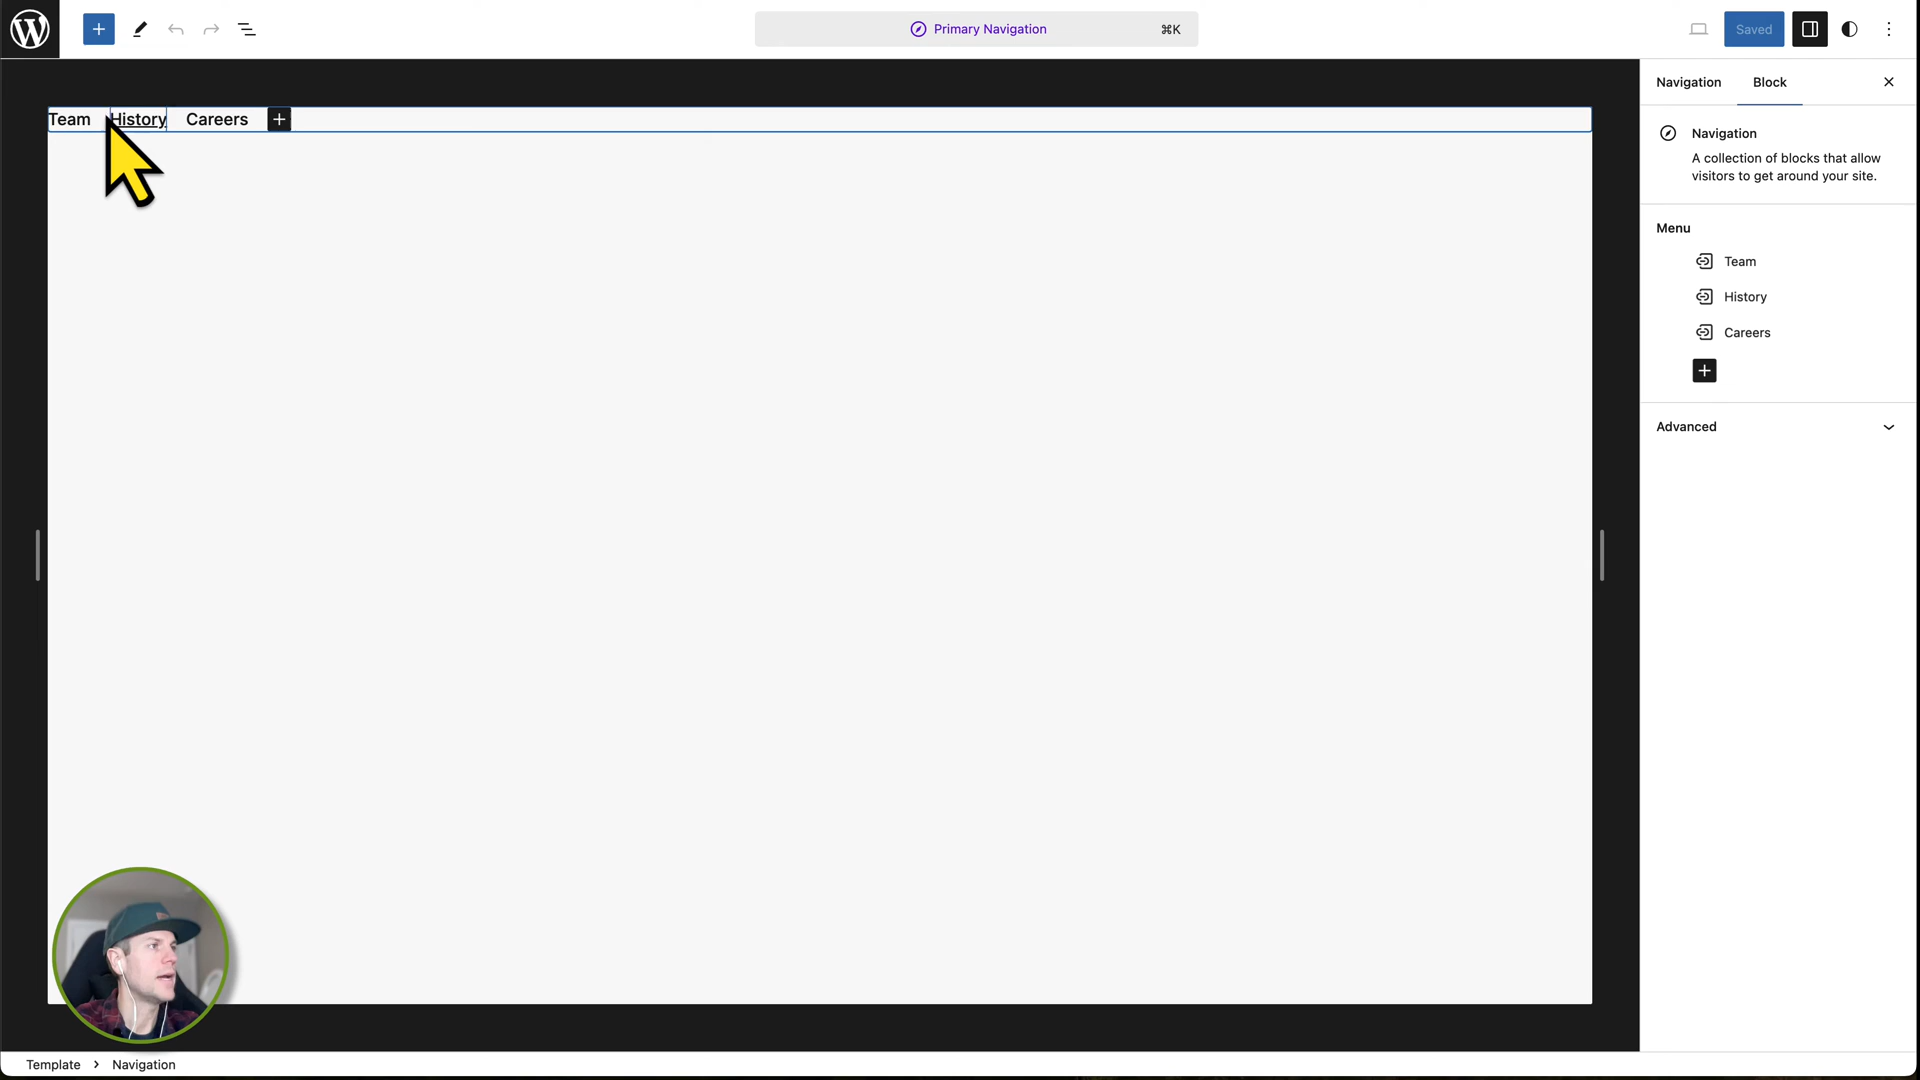 Primary Navigation
⌘K
Saved
Team History Careers
Navigation Block
Navigation
A collection of blocks that allow
visitors to get around your site.
Menu
Team
History
Careers
Advanced
Template > Navigation